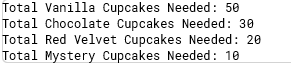 Total Vanilla Cupcakes Needed: 50
Total Chocolate Cupcakes Needed: 30
Total Red Velvet Cupcakes Needed: 20
Total Mystery Cupcakes Needed: 10